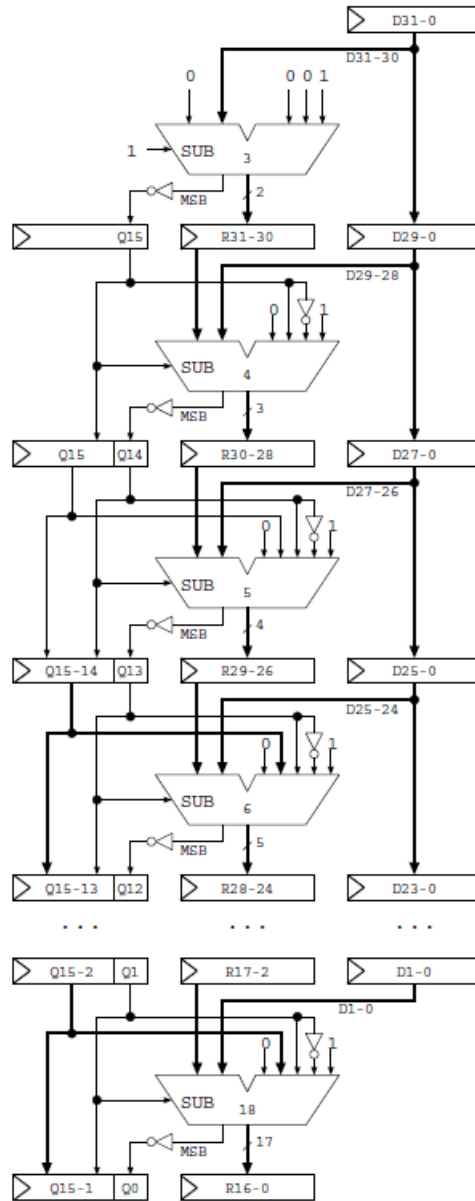 D31-0
D31-30
0 0 0 1
1 SUB 3
MSB 2
Q15 R31-30 D29-0
D29-28
0 1
SUB 4
MSB 3
Q15 Q14 R30-28 D27-0
D27-26
0 1
SUB 5
MSB 4
Q15-14 Q13 R29-26 D25-0
D25-24
0 1
SUB 6
MSB 5
Q15-13 Q12 R28-24 D23-0
... ... ...
Q15-2 Q1 R17-2 D1-0
D1-0
0 1
SUB 18
MSB 17
Q15-1 Q0 R16-0